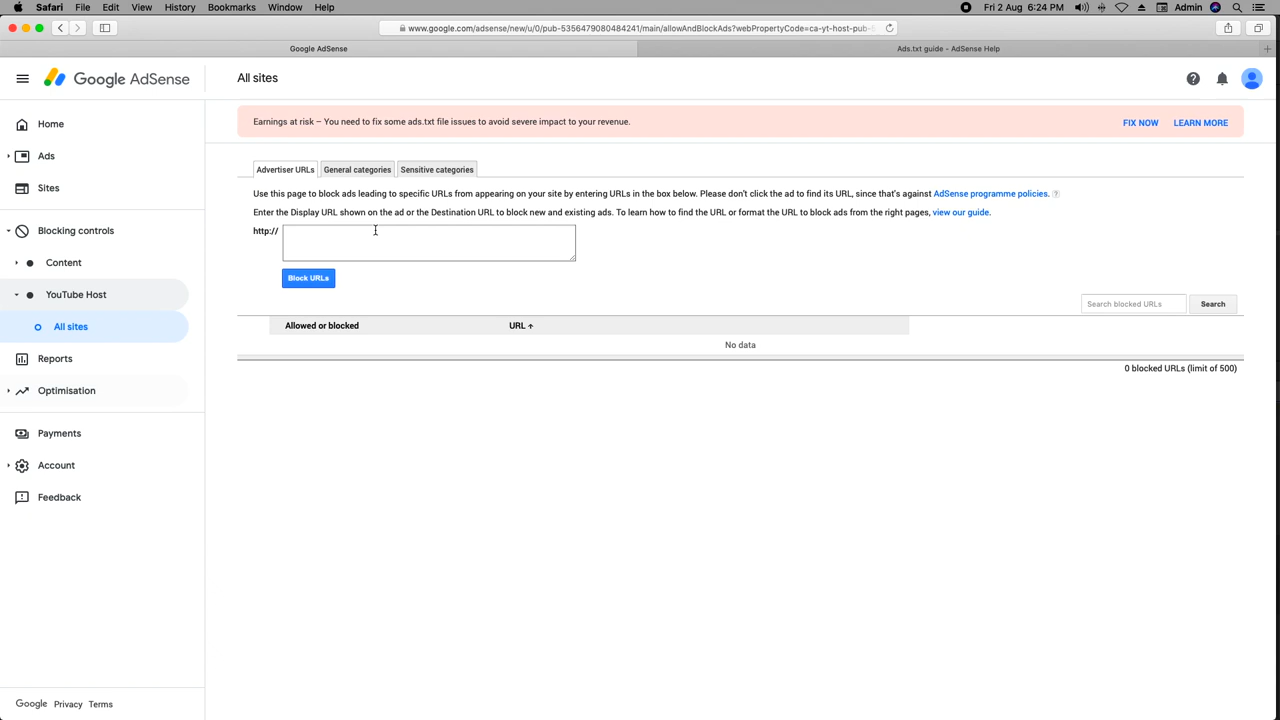 Safari File Edit View History Bookmarks Window Help Fri 2 Aug 6:24 PM Admin
www.google.com/adsense/new/u/0/pub-5356479080484241/main/allowAndBlockAds?webPropertyCode=ca-yt-host-pub-5
Google AdSense Ads.txt guide - AdSense Help
Google AdSense All sites
Earnings at risk – You need to fix some ads.txt file issues to avoid severe impact to your revenue. FIX NOW LEARN MORE
Home
Ads
Sites
Blocking controls
Content
YouTube Host
All sites
Reports
Optimisation
Payments
Account
Feedback
Google Privacy Terms
Advertiser URLs General categories Sensitive categories
Use this page to block ads leading to specific URLs from appearing on your site by entering URLs in the box below. Please don't click the ad to find its URL, since that's against AdSense programme policies. ?
Enter the Display URL shown on the ad or the Destination URL to block new and existing ads. To learn how to find the URL or format the URL to block ads from the right pages, view our guide.
http://
Block URLs
Search blocked URLs Search
Allowed or blocked URL ↑
No data
0 blocked URLs (limit of 500)